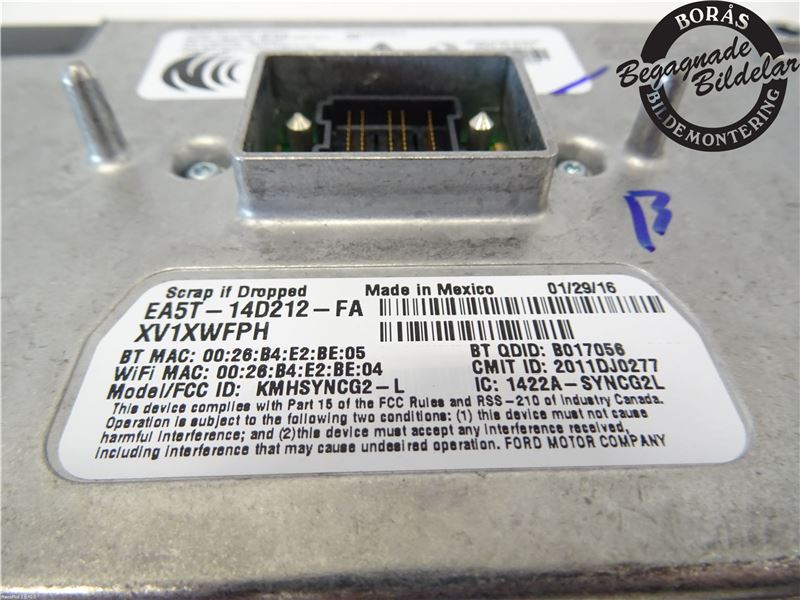 BORÅS
Begagnade
Bildelar
BILDEMONTERING
B
Scrap if Dropped Made in Mexico 01/29/16
EA5T-14D212-FA
XV1XWFPH
BT MAC: 00:26:B4:E2:BE:05 BT QDID: B017056
WiFi MAC: 00:26:B4:E2:BE:04 CMIT ID: 2011DJ0277
Model/FCC ID: KMHSYNCG2-L IC: 1422A-SYNCG2L
This device complies with Part 15 of the FCC Rules and RSS-210 of Industry Canada.
Operation is subject to the following two conditions: (1) this device must not cause
harmful interference; and (2)this device must accept any interference received,
including interference that may cause undesired operation. FORD MOTOR COMPANY